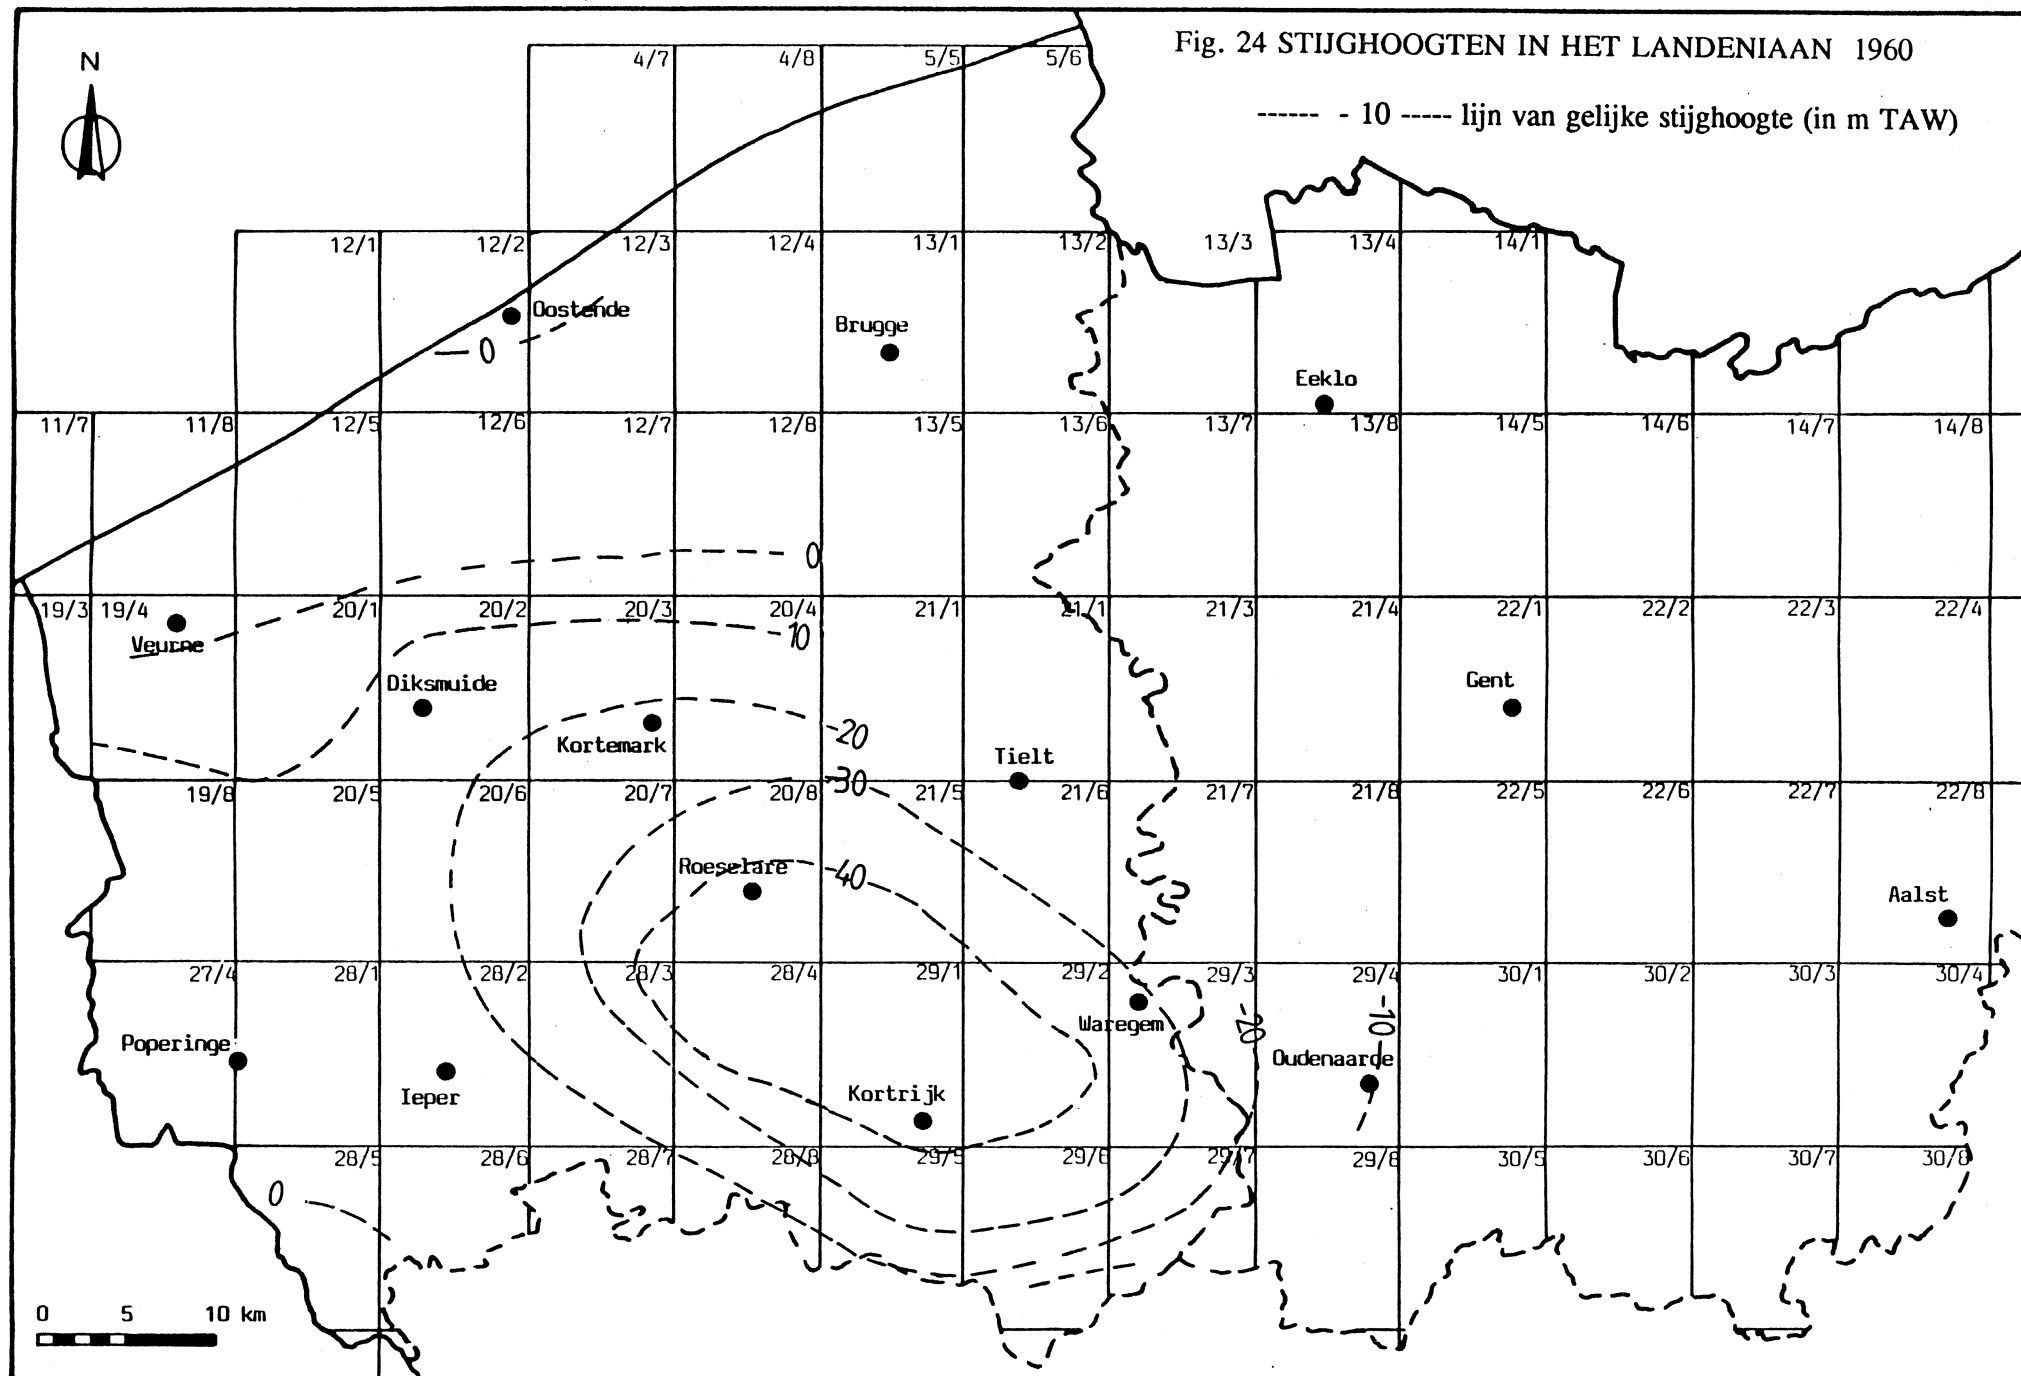 Fig. 24 STIJGHOOGTEN IN HET LANDENIAAN 1960
------ - 10 ----- lijn van gelijke stijghoogte (in m TAW)
N
4/7 4/8 5/5 5/6
12/1 12/2 12/3 12/4 13/1 13/2 13/3 13/4 14/1
Oostende
Brugge
0
Eeklo
11/7 11/8 12/5 12/6 12/7 12/8 13/5 13/6 13/7 13/8 14/5 14/6 14/7 14/8
0
19/3 19/4 20/1 20/2 20/3 20/4 21/1 21/1 21/3 21/4 22/1 22/2 22/3 22/4
Veurne
-10
Diksmuide
Gent
-20
Kortemark
Tielt
-30
19/8 20/5 20/6 20/7 20/8 21/5 21/6 21/7 21/8 22/5 22/6 22/7 22/8
Roeselare
-40
Aalst
27/4 28/1 28/2 28/3 28/4 29/1 29/2 29/3 29/4 30/1 30/2 30/3 30/4
Waregem
-20
-10
Poperinge
Oudenaarde
Ieper
Kortrijk
28/5 28/6 28/7 28/8 29/5 29/6 29/7 29/8 30/5 30/6 30/7 30/8
0
0 5 10 km